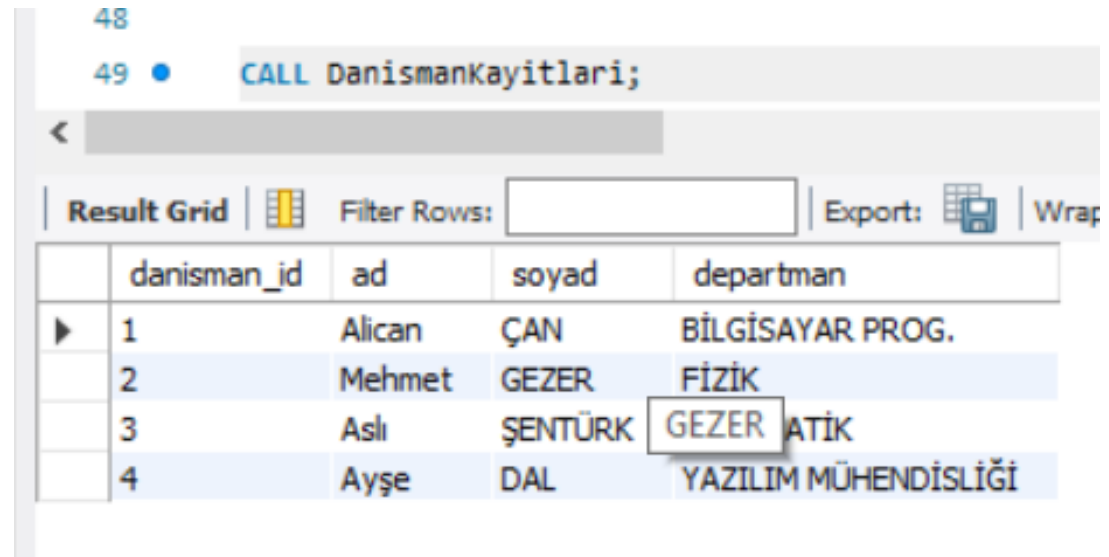 48
49 CALL DanismanKayitlari;
Result Grid Filter Rows: Export: Wrap
danisman_id ad soyad departman
1 Alican ÇAN BİLGİSAYAR PROG.
2 Mehmet GEZER FİZİK
3 Aslı ŞENTÜRK GEZER ATİK
4 Ayşe DAL YAZILIM MÜHENDİSLİĞİ